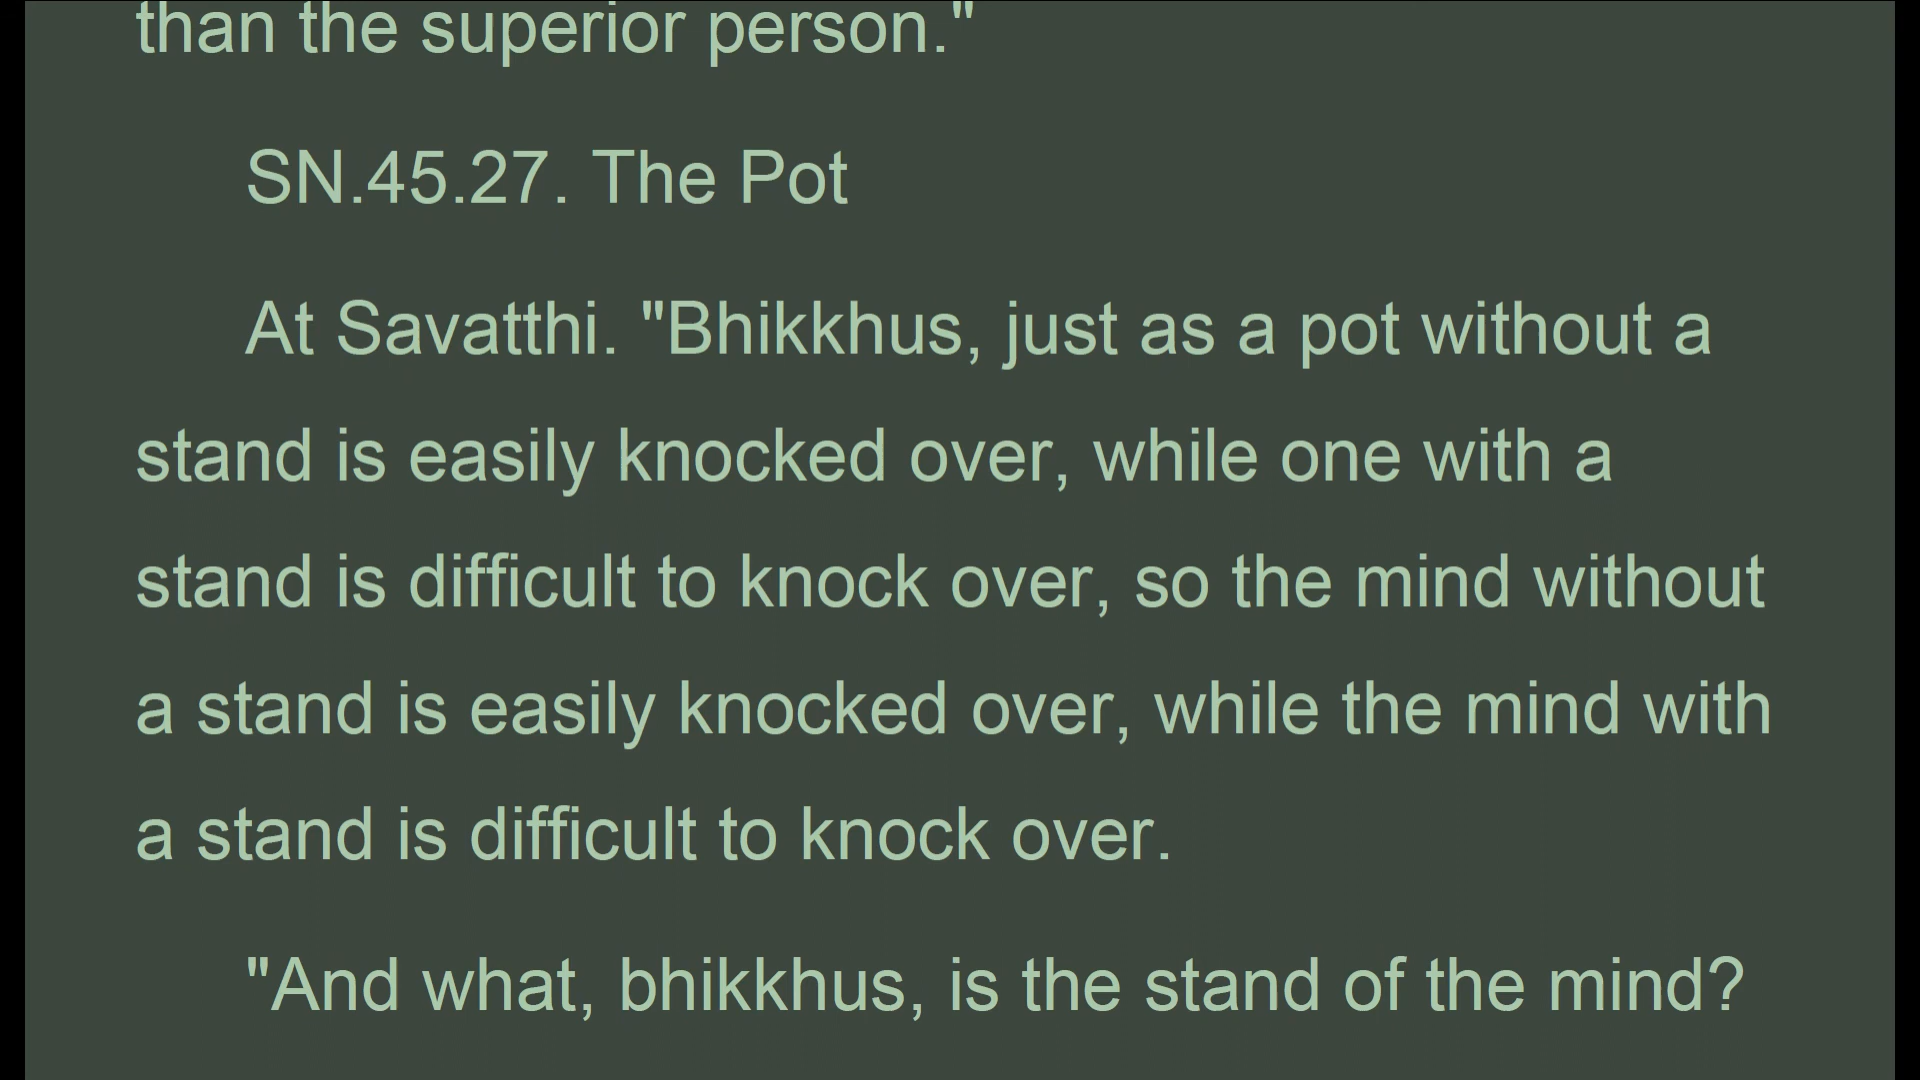 than the superior person."
SN.45.27. The Pot
At Savatthi. "Bhikkhus, just as a pot without a
stand is easily knocked over, while one with a
stand is difficult to knock over, so the mind without
a stand is easily knocked over, while the mind with
a stand is difficult to knock over.
"And what, bhikkhus, is the stand of the mind?